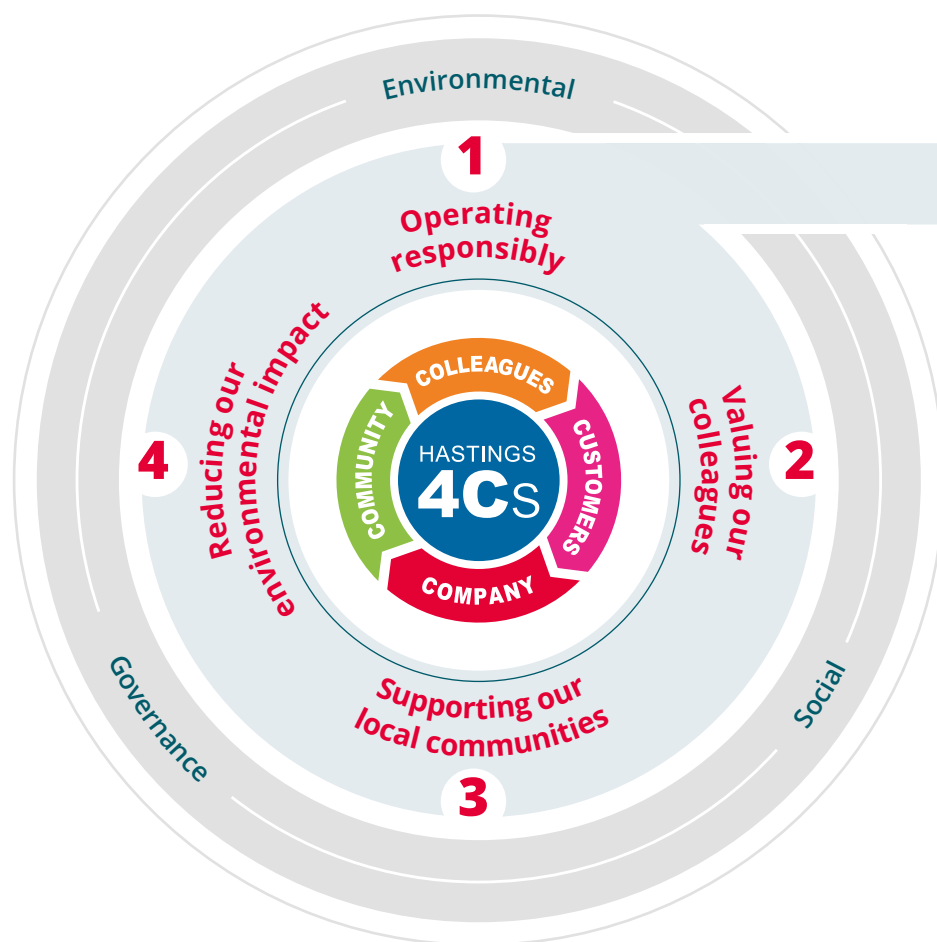 Environmental
1
Operating
responsibly
Valuing our
colleagues
2
Supporting our
local communities
3
4
Reducing our
environmental impact
COLLEAGUES
CUSTOMERS
COMPANY
COMMUNITY
HASTINGS
4Cs
Social
Governance